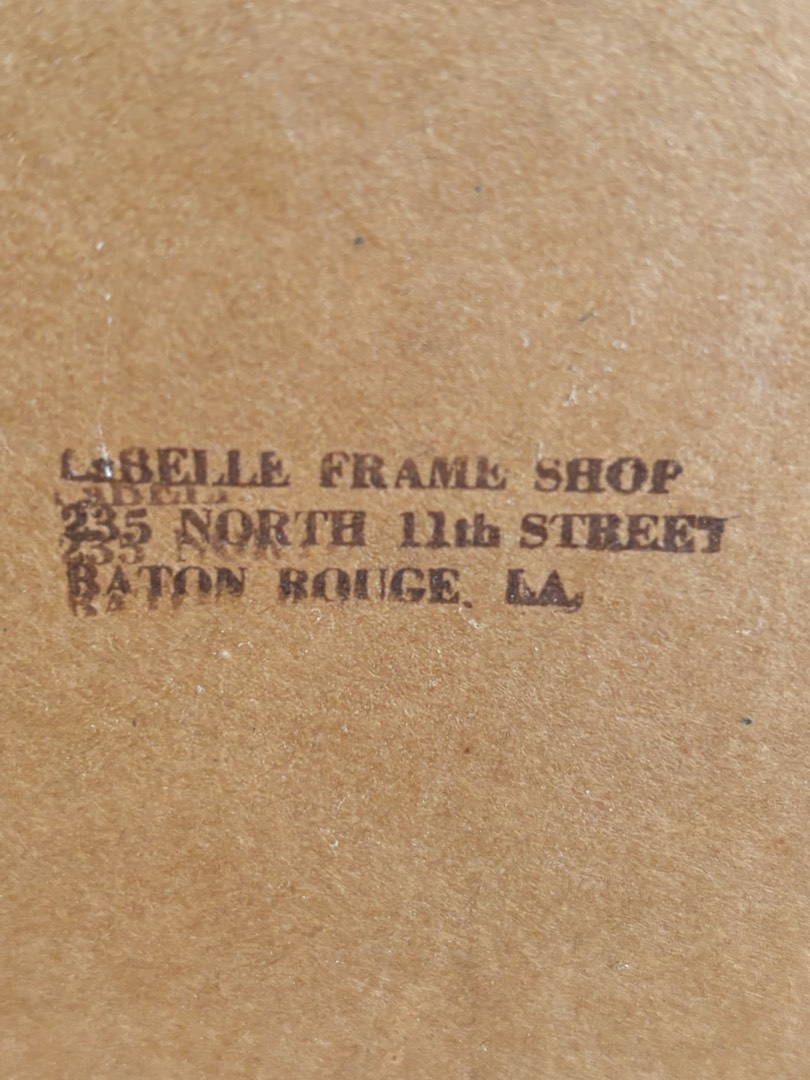 LaBELLE FRAME SHOP
235 NORTH 11th STREET
BATON ROUGE, LA.